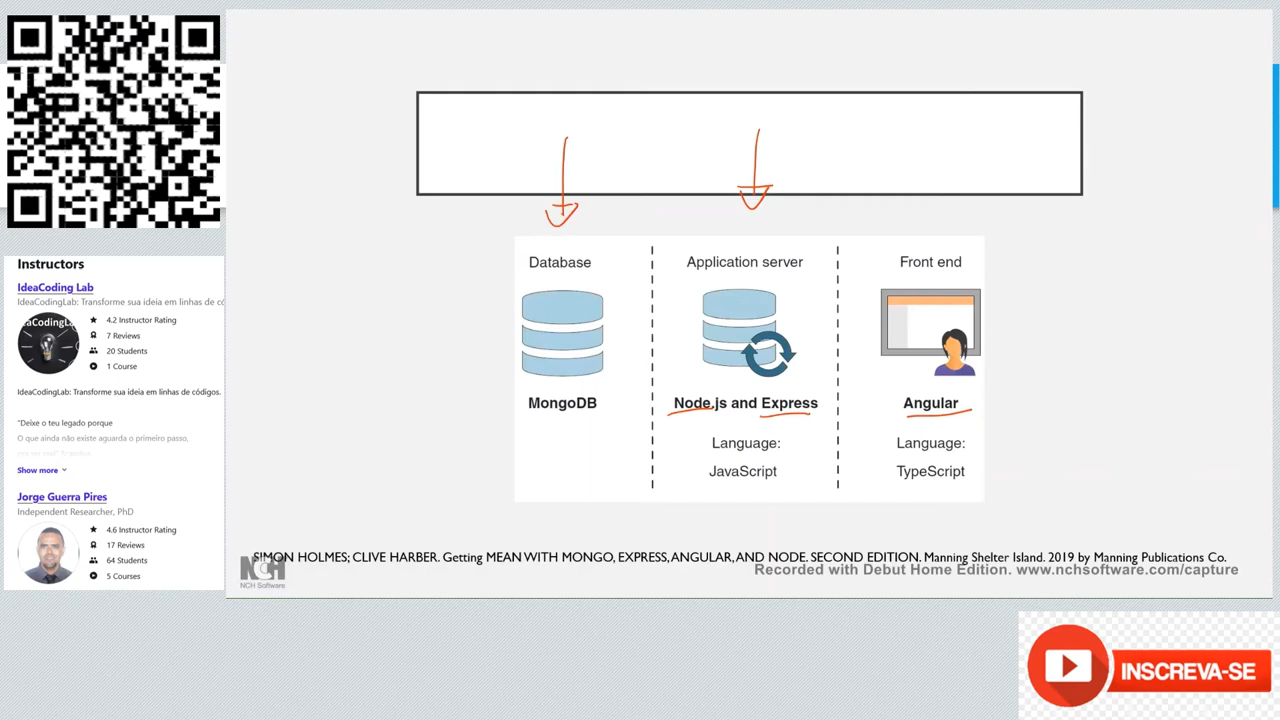 Instructors
IdeaCoding Lab
IdeaCodingLab: Transforme sua ideia em linhas de có
4.2 Instructor Rating
7 Reviews
20 Students
1 Course
IdeaCodingLab: Transforme sua ideia em linhas de códigos.
"Deixe o teu legado porque
O que ainda não existe aguarda o primeiro passo,
Show more
Jorge Guerra Pires
Independent Researcher, PhD
4.6 Instructor Rating
17 Reviews
64 Students
5 Courses
Database
Application server
Front end
MongoDB
Node.js and Express
Angular
Language:
Language:
JavaScript
TypeScript
SIMON HOLMES; CLIVE HARBER. Getting MEAN WITH MONGO, EXPRESS, ANGULAR, AND NODE. SECOND EDITION. Manning Shelter Island. 2019 by Manning Publications Co.
Recorded with Debut Home Edition. www.nchsoftware.com/capture
NCH
NCH Software
INSCREVA-SE